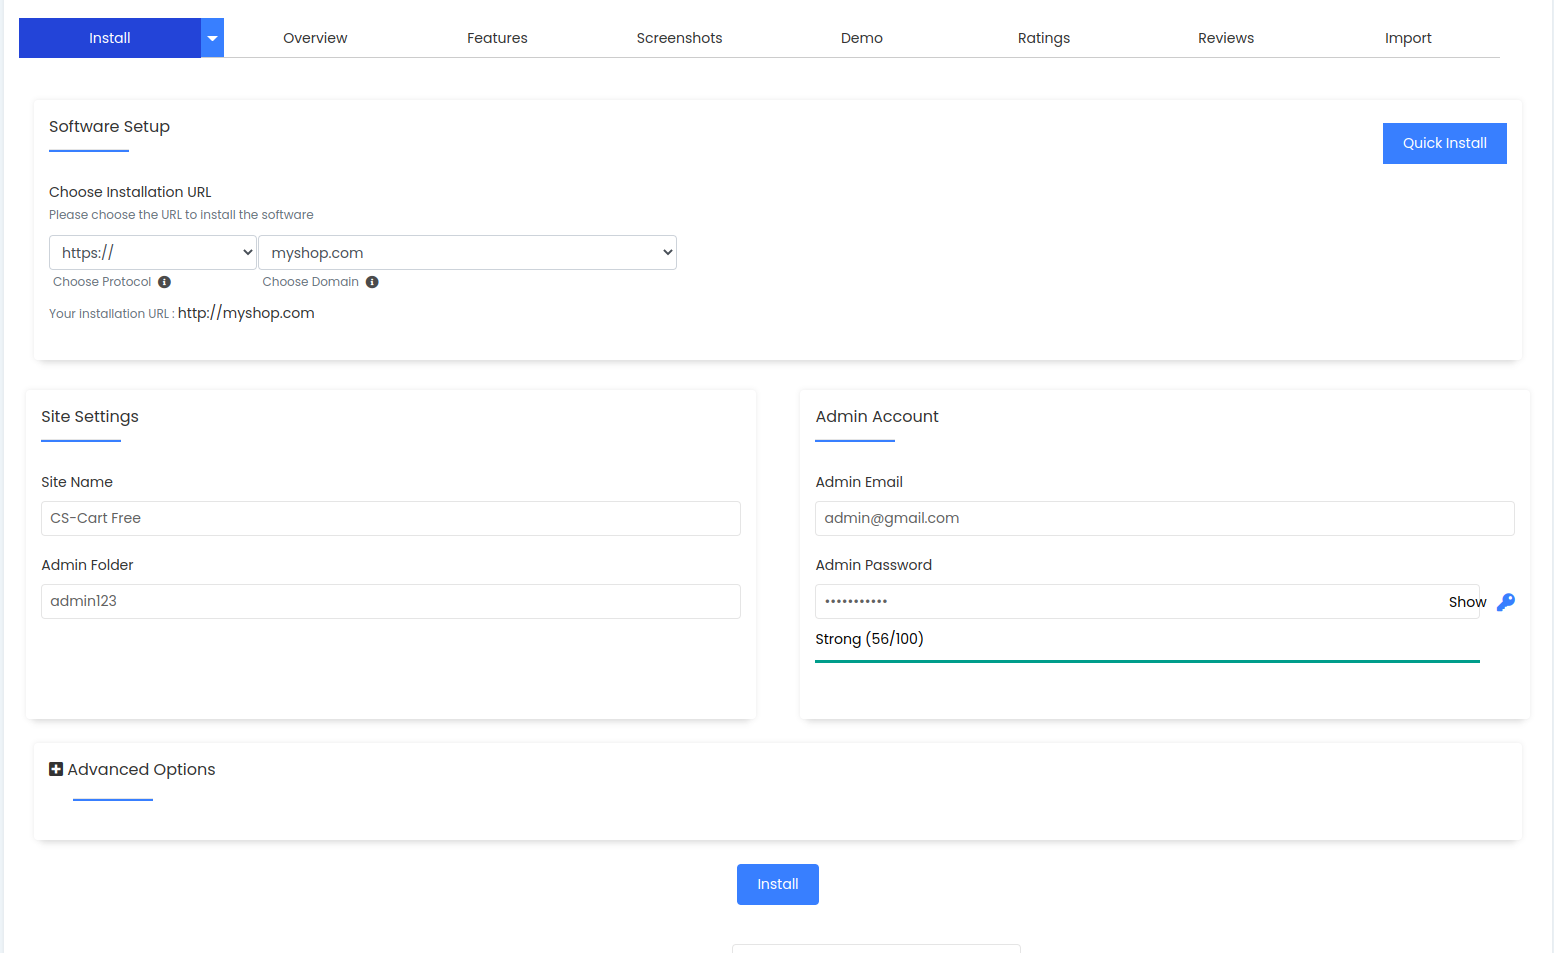 Install
Overview
Features
Screenshots
Demo
Ratings
Reviews
Import
Software Setup
Quick Install
Choose Installation URL
Please choose the URL to install the software
https://
myshop.com
Choose Protocol
Choose Domain
Your installation URL : http://myshop.com
Site Settings
Site Name
CS-Cart Free
Admin Folder
admin123
Admin Account
Admin Email
admin@gmail.com
Admin Password
•••••••••••
Show
Strong (56/100)
Advanced Options
Install